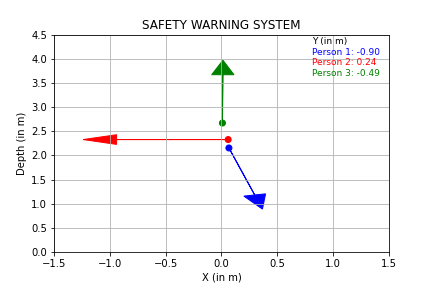 SAFETY WARNING SYSTEM
Y (in m)
Person 1: -0.90
Person 2: 0.24
Person 3: -0.49
Depth (in m)
4.5
4.0
3.5
3.0
2.5
2.0
1.5
1.0
0.5
0.0
−1.5 −1.0 −0.5 0.0 0.5 1.0 1.5
X (in m)